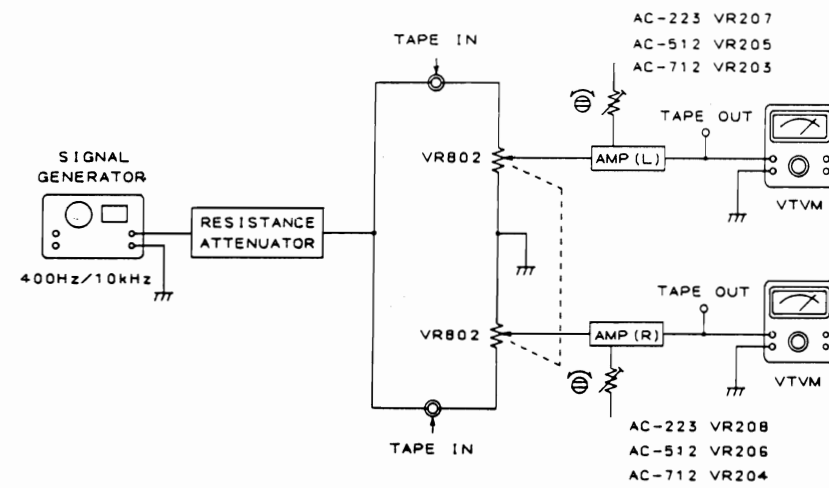 AC-223 VR207
AC-512 VR205
AC-712 VR203
TAPE IN
TAPE OUT
VR802
AMP (L)
VTVM
SIGNAL
GENERATOR
RESISTANCE
ATTENUATOR
400Hz/10kHz
TAPE OUT
VR802
AMP (R)
VTVM
TAPE IN
AC-223 VR208
AC-512 VR206
AC-712 VR204